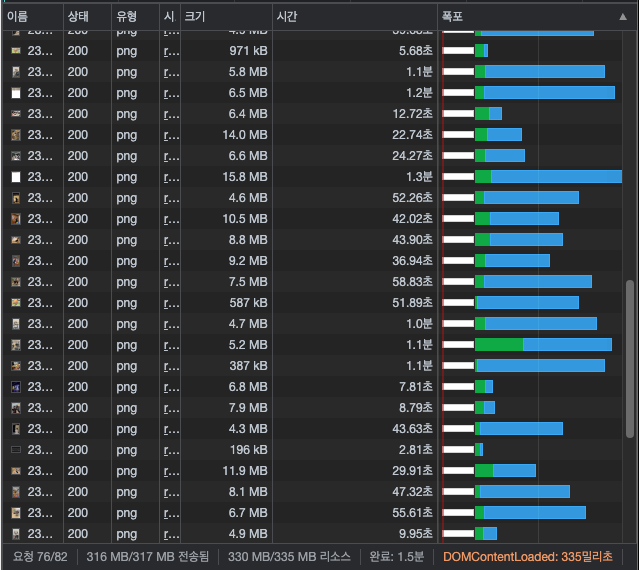 이름 상태 유형 시 크기 시간 폭포 ▲
23... 200 png r... 4.5 MB
23... 200 png r... 971 kB 5.68초
23... 200 png r... 5.8 MB 1.1분
23... 200 png r... 6.5 MB 1.2분
23... 200 png r... 6.4 MB 12.72초
23... 200 png r... 14.0 MB 22.74초
23... 200 png r... 6.6 MB 24.27초
23... 200 png r... 15.8 MB 1.3분
23... 200 png r... 4.6 MB 52.26초
23... 200 png r... 10.5 MB 42.02초
23... 200 png r... 8.8 MB 43.90초
23... 200 png r... 9.2 MB 36.94초
23... 200 png r... 7.5 MB 58.83초
23... 200 png r... 587 kB 51.89초
23... 200 png r... 4.7 MB 1.0분
23... 200 png r... 5.2 MB 1.1분
23... 200 png r... 387 kB 1.1분
23... 200 png r... 6.8 MB 7.81초
23... 200 png r... 7.9 MB 8.79초
23... 200 png r... 4.3 MB 43.63초
23... 200 png r... 196 kB 2.81초
23... 200 png r... 11.9 MB 29.91초
23... 200 png r... 8.1 MB 47.32초
23... 200 png r... 6.7 MB 55.61초
23... 200 png r... 4.9 MB 9.95초
요청 76/82 316 MB/317 MB 전송됨 330 MB/335 MB 리소스 완료: 1.5분 DOMContentLoaded: 335밀리초